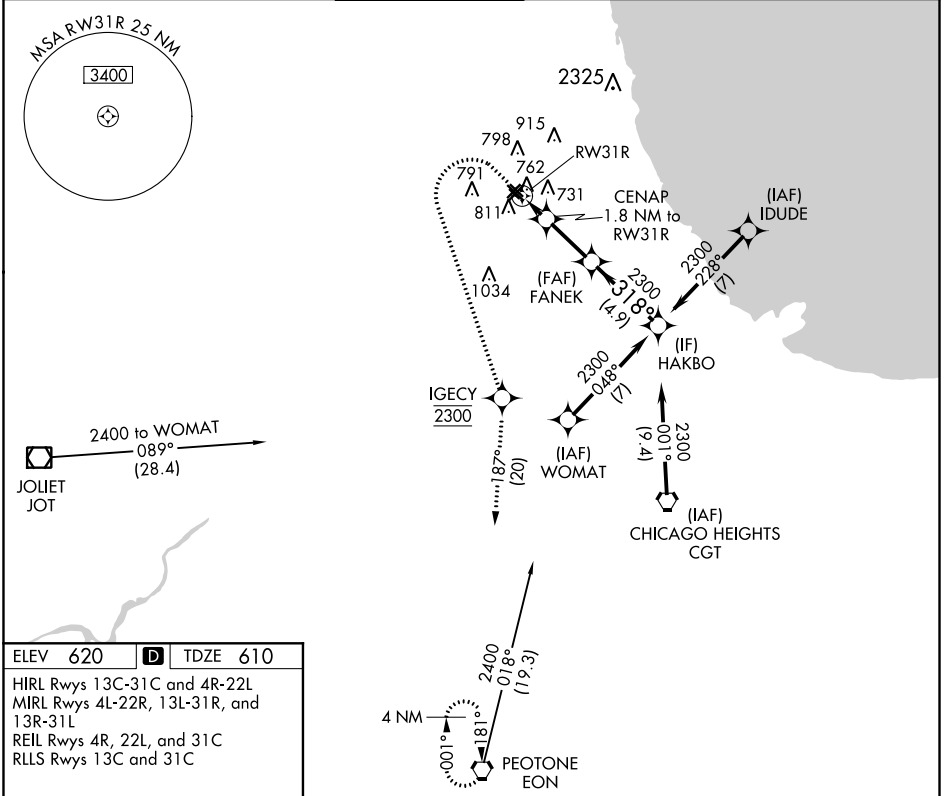 MSA RW31R 25 NM
3400
2325
915
798
762
791
731
811
RW31R
CENAP
1.8 NM to
RW31R
(IAF)
IDUDE
2300
228°
(7)
(FAF)
FANEK
2300
318°
(4.9)
1034
(IF)
HAKBO
2300
048°
(7)
IGECY
2300
(IAF)
WOMAT
2300
001°
(9.4)
2400 to WOMAT
089°
(28.4)
JOLIET
JOT
187°
(20)
(IAF)
CHICAGO HEIGHTS
CGT
2400
018°
(19.3)
4 NM
001°
181°
PEOTONE
EON
ELEV 620 D TDZE 610
HIRL Rwys 13C-31C and 4R-22L
MIRL Rwys 4L-22R, 13L-31R, and
13R-31L
REIL Rwys 4R, 22L, and 31C
RLLS Rwys 13C and 31C